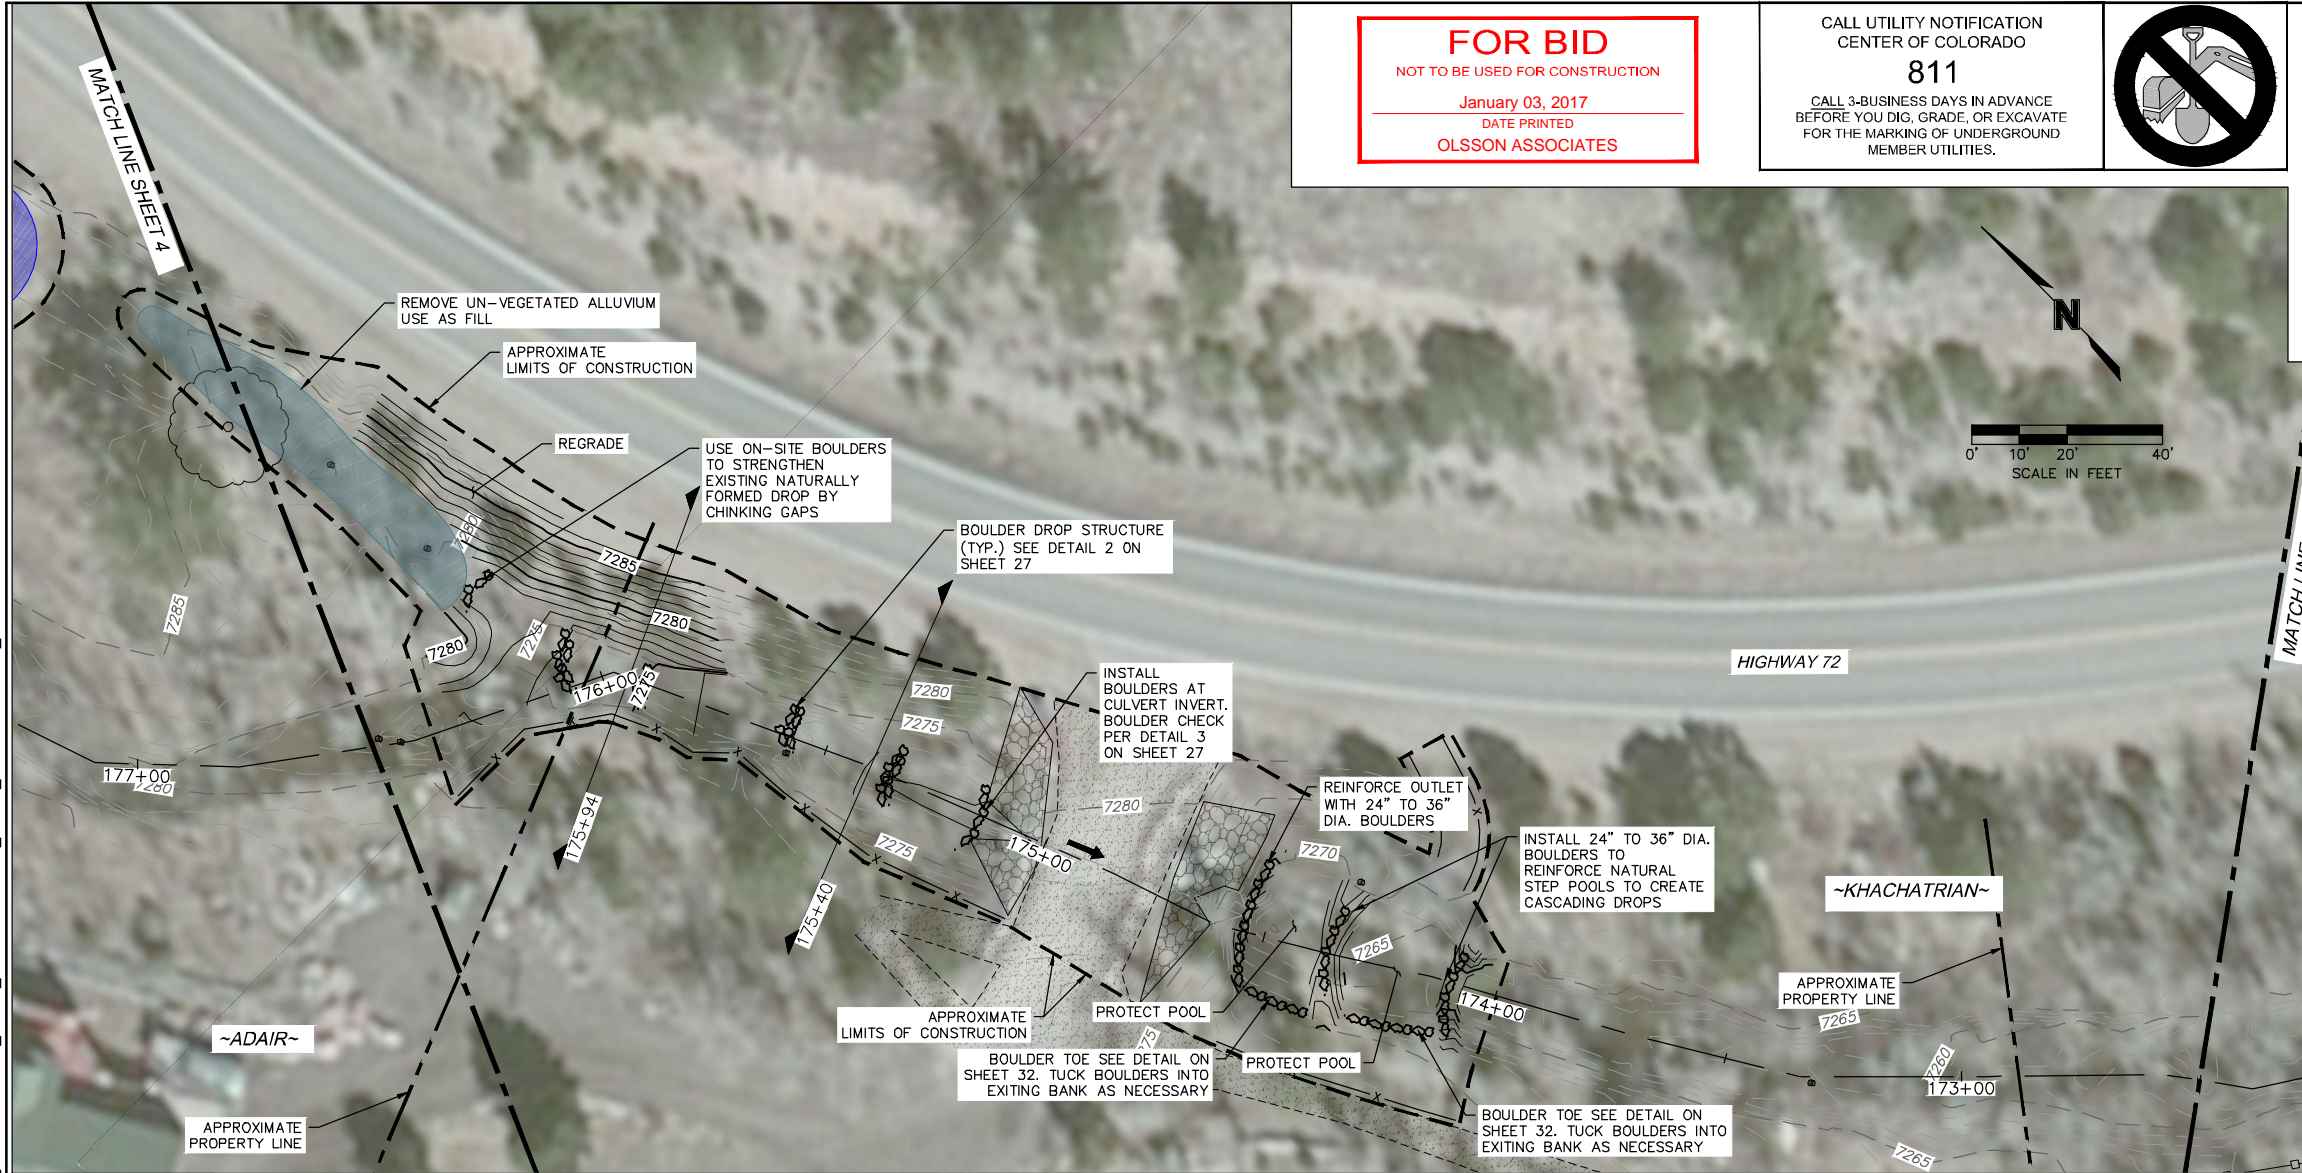 FOR BID
NOT TO BE USED FOR CONSTRUCTION
January 03, 2017
DATE PRINTED
OLSSON ASSOCIATES
CALL UTILITY NOTIFICATION
CENTER OF COLORADO
811
CALL 3-BUSINESS DAYS IN ADVANCE
BEFORE YOU DIG, GRADE, OR EXCAVATE
FOR THE MARKING OF UNDERGROUND
MEMBER UTILITIES.
MATCH LINE SHEET 4
N
0' 10' 20' 40'
SCALE IN FEET
REMOVE UN-VEGETATED ALLUVIUM
USE AS FILL
APPROXIMATE
LIMITS OF CONSTRUCTION
REGRADE
USE ON-SITE BOULDERS
TO STRENGTHEN
EXISTING NATURALLY
FORMED DROP BY
CHINKING GAPS
BOULDER DROP STRUCTURE
(TYP.) SEE DETAIL 2 ON
SHEET 27
7280
7285
7285
7280
7280
7275
176+00
7275
7280
7275
INSTALL
BOULDERS AT
CULVERT INVERT.
BOULDER CHECK
PER DETAIL 3
ON SHEET 27
HIGHWAY 72
MATCH LINE
177+00
7280
175+94
175+40
7275
175+00
7280
REINFORCE OUTLET
WITH 24" TO 36"
DIA. BOULDERS
7270
INSTALL 24" TO 36" DIA.
BOULDERS TO
REINFORCE NATURAL
STEP POOLS TO CREATE
CASCADING DROPS
~KHACHATRIAN~
7265
174+00
APPROXIMATE
PROPERTY LINE
7265
7260
173+00
7265
~ADAIR~
APPROXIMATE
LIMITS OF CONSTRUCTION
PROTECT POOL
BOULDER TOE SEE DETAIL ON
SHEET 32. TUCK BOULDERS INTO
EXITING BANK AS NECESSARY
PROTECT POOL
BOULDER TOE SEE DETAIL ON
SHEET 32. TUCK BOULDERS INTO
EXITING BANK AS NECESSARY
APPROXIMATE
PROPERTY LINE